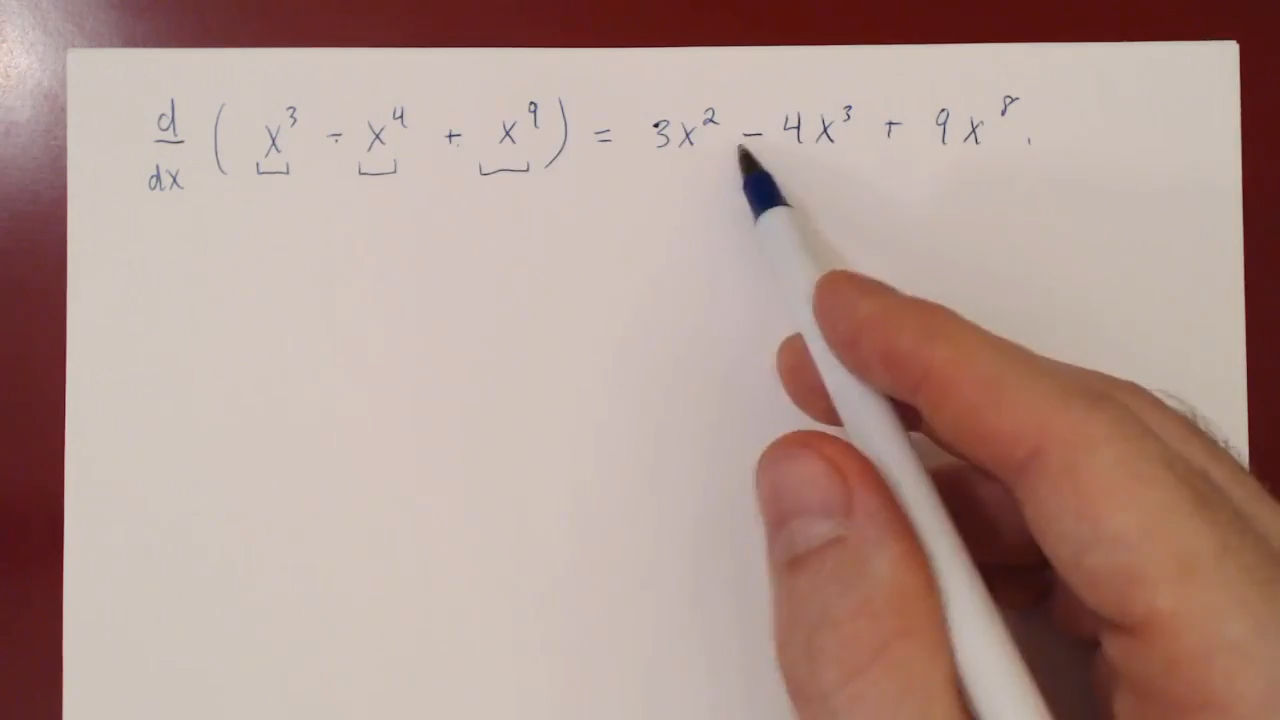 d/dx ( x³ - x⁴ + x⁹ ) = 3x² - 4x³ + 9x⁸.